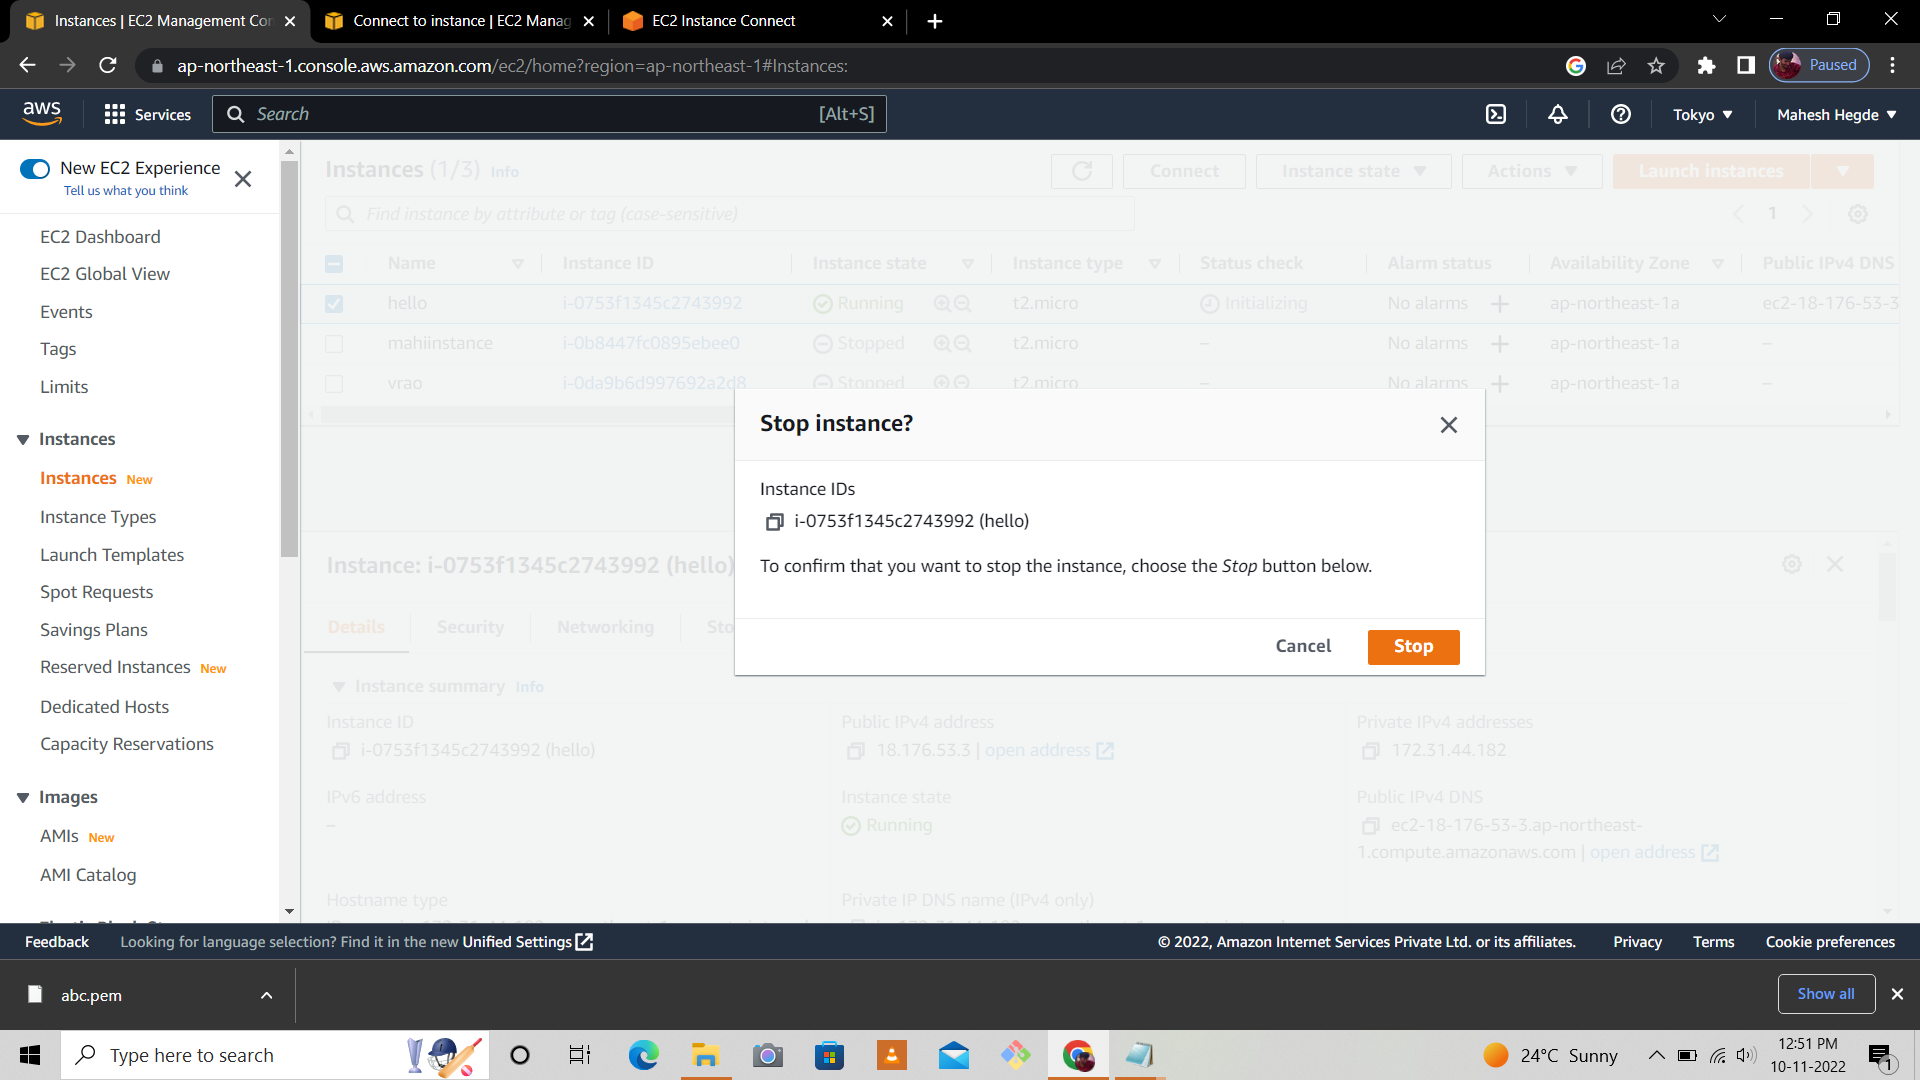 Instances | EC2 Management Con
Connect to instance | EC2 Manag
EC2 Instance Connect
ap-northeast-1.console.aws.amazon.com/ec2/home?region=ap-northeast-1#Instances:
Paused
aws
Services
Search
[Alt+S]
Tokyo
Mahesh Hegde
New EC2 Experience
Tell us what you think
EC2 Dashboard
EC2 Global View
Events
Tags
Limits
Instances
Instances New
Instance Types
Launch Templates
Spot Requests
Savings Plans
Reserved Instances New
Dedicated Hosts
Capacity Reservations
Images
AMIs New
AMI Catalog
Instances (1/3) Info
Connect
Instance state
Actions
Launch instances
Find instance by attribute or tag (case-sensitive)
1
Name Instance ID Instance state Instance type Status check Alarm status Availability Zone Public IPv4 DNS
hello i-0753f1345c2743992 Running t2.micro Initializing No alarms ap-northeast-1a ec2-18-176-53-3
mahiinstance i-0b8447fc0895ebee0 Stopped t2.micro – No alarms ap-northeast-1a –
vrao i-0da9b6d997692a2d8 Stopped t2.micro – No alarms ap-northeast-1a –
Stop instance?
Instance IDs
i-0753f1345c2743992 (hello)
To confirm that you want to stop the instance, choose the Stop button below.
Cancel
Stop
Instance: i-0753f1345c2743992 (hello)
Details
Security
Networking
Sto
Instance summary Info
Instance ID
i-0753f1345c2743992 (hello)
Public IPv4 address
18.176.53.3 | open address
Private IPv4 addresses
172.31.44.182
IPv6 address
–
Instance state
Running
Public IPv4 DNS
ec2-18-176-53-3.ap-northeast-
1.compute.amazonaws.com | open address
Hostname type
Private IP DNS name (IPv4 only)
Feedback
Looking for language selection? Find it in the new Unified Settings
© 2022, Amazon Internet Services Private Ltd. or its affiliates.
Privacy
Terms
Cookie preferences
abc.pem
Show all
Type here to search
24°C Sunny
12:51 PM
10-11-2022
1